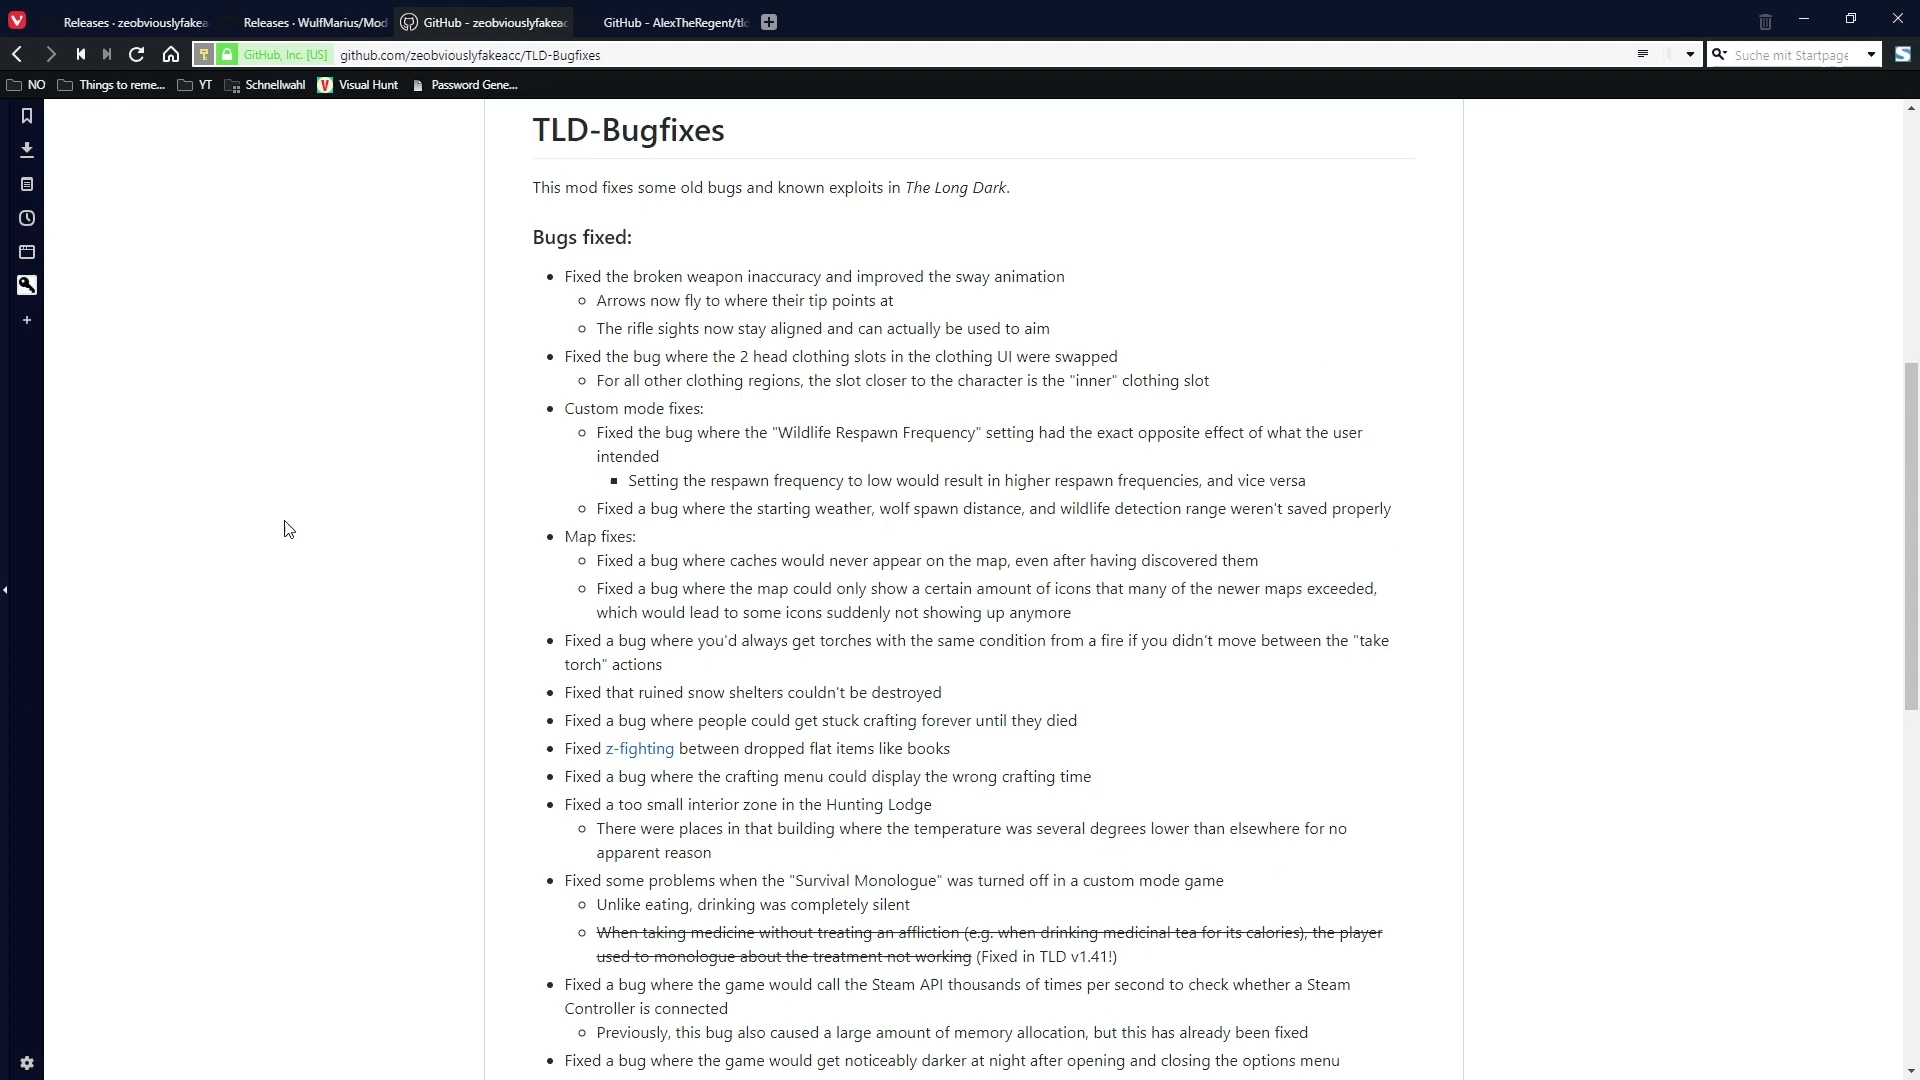 Releases · zeobviouslyfakea
Releases · WulfMarius/Mod
GitHub - zeobviouslyfakea
GitHub - AlexTheRegent/tld
GitHub, Inc. [US]
github.com/zeobviouslyfakeacc/TLD-Bugfixes
Suche mit Startpage
NO
Things to reme...
YT
Schnellwahl
Visual Hunt
Password Gene...
TLD-Bugfixes
This mod fixes some old bugs and known exploits in The Long Dark.
Bugs fixed:
Fixed the broken weapon inaccuracy and improved the sway animation
Arrows now fly to where their tip points at
The rifle sights now stay aligned and can actually be used to aim
Fixed the bug where the 2 head clothing slots in the clothing UI were swapped
For all other clothing regions, the slot closer to the character is the "inner" clothing slot
Custom mode fixes:
Fixed the bug where the "Wildlife Respawn Frequency" setting had the exact opposite effect of what the user
intended
Setting the respawn frequency to low would result in higher respawn frequencies, and vice versa
Fixed a bug where the starting weather, wolf spawn distance, and wildlife detection range weren't saved properly
Map fixes:
Fixed a bug where caches would never appear on the map, even after having discovered them
Fixed a bug where the map could only show a certain amount of icons that many of the newer maps exceeded,
which would lead to some icons suddenly not showing up anymore
Fixed a bug where you'd always get torches with the same condition from a fire if you didn't move between the "take
torch" actions
Fixed that ruined snow shelters couldn't be destroyed
Fixed a bug where people could get stuck crafting forever until they died
Fixed z-fighting between dropped flat items like books
Fixed a bug where the crafting menu could display the wrong crafting time
Fixed a too small interior zone in the Hunting Lodge
There were places in that building where the temperature was several degrees lower than elsewhere for no
apparent reason
Fixed some problems when the "Survival Monologue" was turned off in a custom mode game
Unlike eating, drinking was completely silent
When taking medicine without treating an affliction (e.g. when drinking medicinal tea for its calories), the player
used to monologue about the treatment not working (Fixed in TLD v1.41!)
Fixed a bug where the game would call the Steam API thousands of times per second to check whether a Steam
Controller is connected
Previously, this bug also caused a large amount of memory allocation, but this has already been fixed
Fixed a bug where the game would get noticeably darker at night after opening and closing the options menu